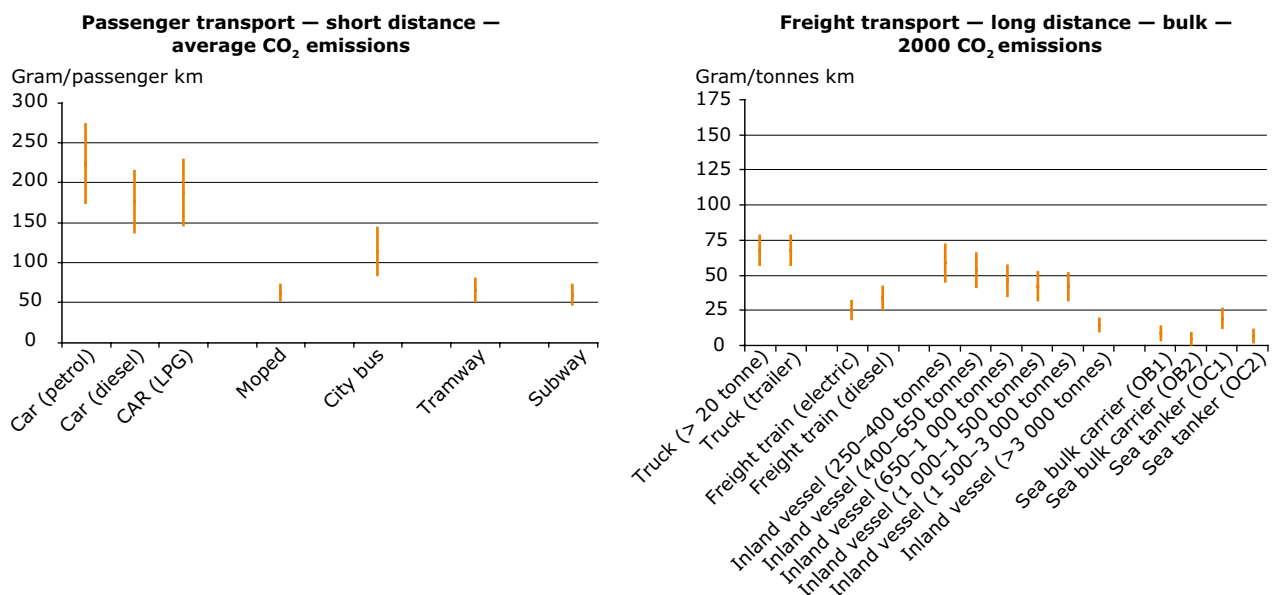 Passenger transport — short distance —
average CO2 emissions
Gram/passenger km
300
250
200
150
100
50
0
Car (petrol)
Car (diesel)
CAR (LPG)
Moped
City bus
Tramway
Subway
Freight transport — long distance — bulk —
2000 CO2 emissions
Gram/tonnes km
175
150
125
100
75
50
25
0
Truck (> 20 tonne)
Truck (trailer)
Freight train (electric)
Freight train (diesel)
Inland vessel (250–400 tonnes)
Inland vessel (400–650 tonnes)
Inland vessel (650–1 000 tonnes)
Inland vessel (1 000–1 500 tonnes)
Inland vessel (1 500–3 000 tonnes)
Inland vessel (>3 000 tonnes)
Sea bulk carrier (OB1)
Sea bulk carrier (OB2)
Sea tanker (OC1)
Sea tanker (OC2)